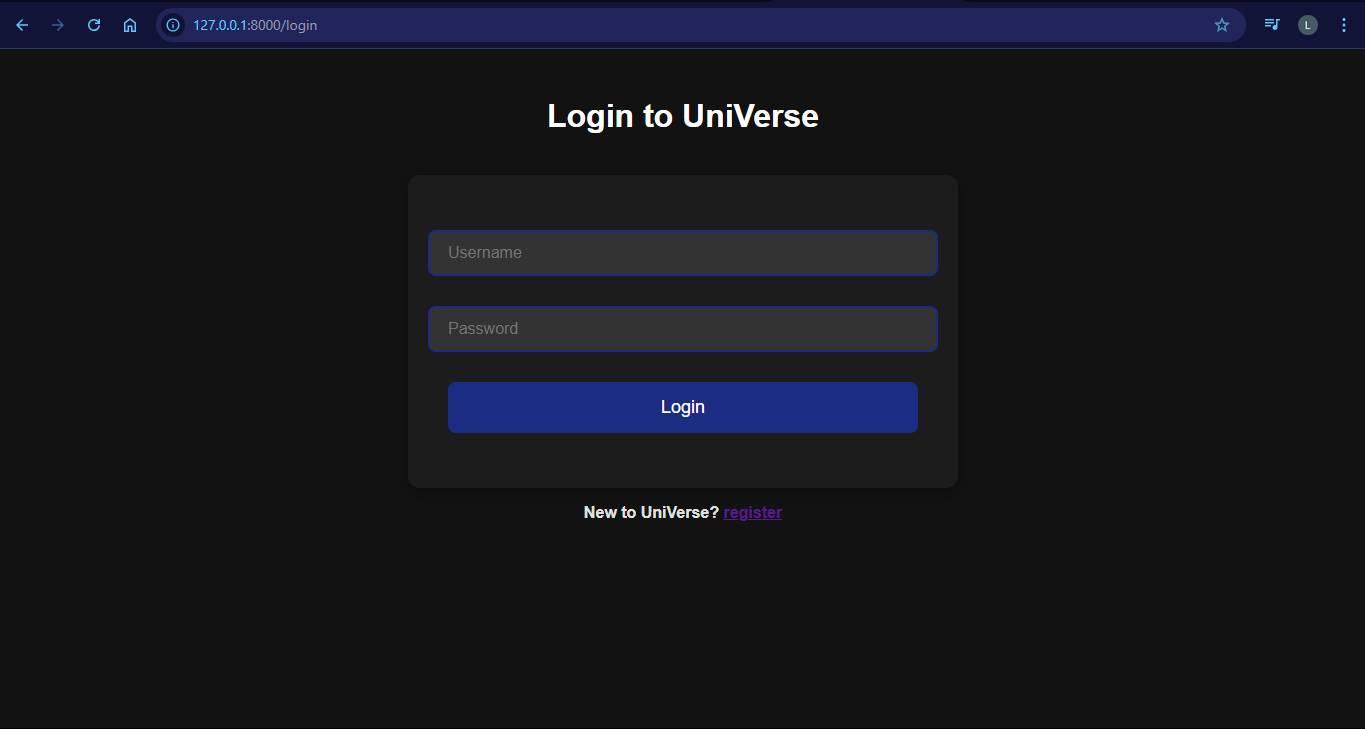 127.0.0.1:8000/login
L
Login to UniVerse
Username
Password
Login
New to UniVerse? register